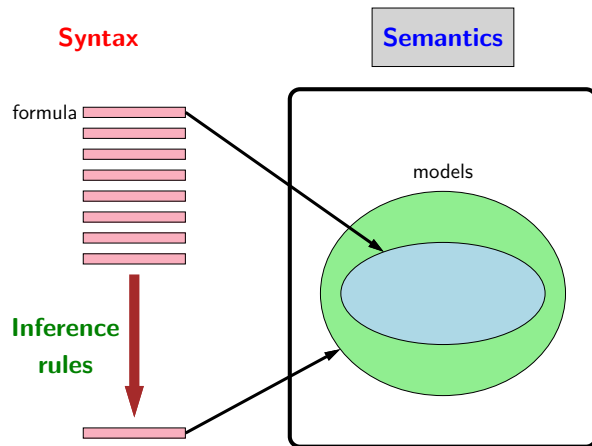 Syntax
Semantics
formula
models
Inference
rules